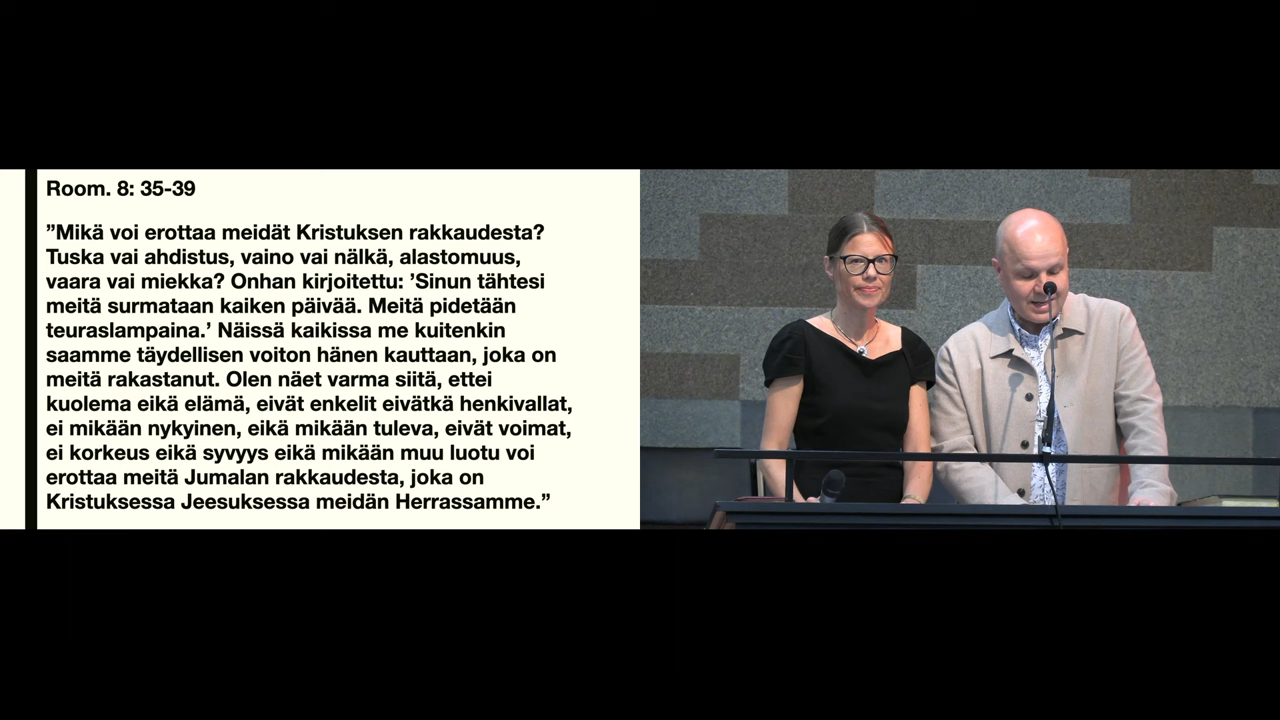 Room. 8: 35-39
”Mikä voi erottaa meidät Kristuksen rakkaudesta?
Tuska vai ahdistus, vaino vai nälkä, alastomuus,
vaara vai miekka? Onhan kirjoitettu: ’Sinun tähtesi
meitä surmataan kaiken päivää. Meitä pidetään
teuraslampaina.’ Näissä kaikissa me kuitenkin
saamme täydellisen voiton hänen kauttaan, joka on
meitä rakastanut. Olen näet varma siitä, ettei
kuolema eikä elämä, eivät enkelit eivätkä henkivallat,
ei mikään nykyinen, eikä mikään tuleva, eivät voimat,
ei korkeus eikä syvyys eikä mikään muu luotu voi
erottaa meitä Jumalan rakkaudesta, joka on
Kristuksessa Jeesuksessa meidän Herrassamme.”